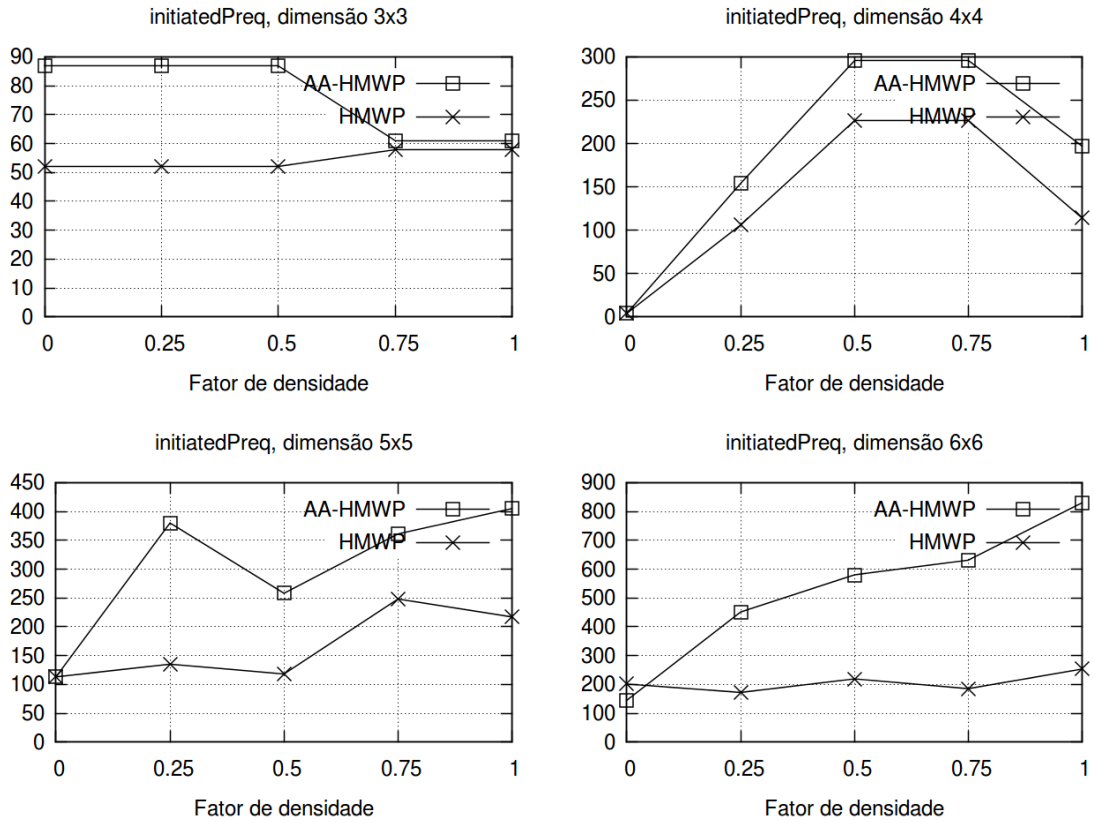 initiatedPreq, dimensão 3x3
90
80
70
60
50
40
30
20
10
0
AA-HMWP
HMWP
0 0.25 0.5 0.75 1
Fator de densidade
initiatedPreq, dimensão 4x4
300
250
200
150
100
50
0
AA-HMWP
HMWP
0 0.25 0.5 0.75 1
Fator de densidade
initiatedPreq, dimensão 5x5
450
400
350
300
250
200
150
100
50
0
AA-HMWP
HMWP
0 0.25 0.5 0.75 1
Fator de densidade
initiatedPreq, dimensão 6x6
900
800
700
600
500
400
300
200
100
0
AA-HMWP
HMWP
0 0.25 0.5 0.75 1
Fator de densidade